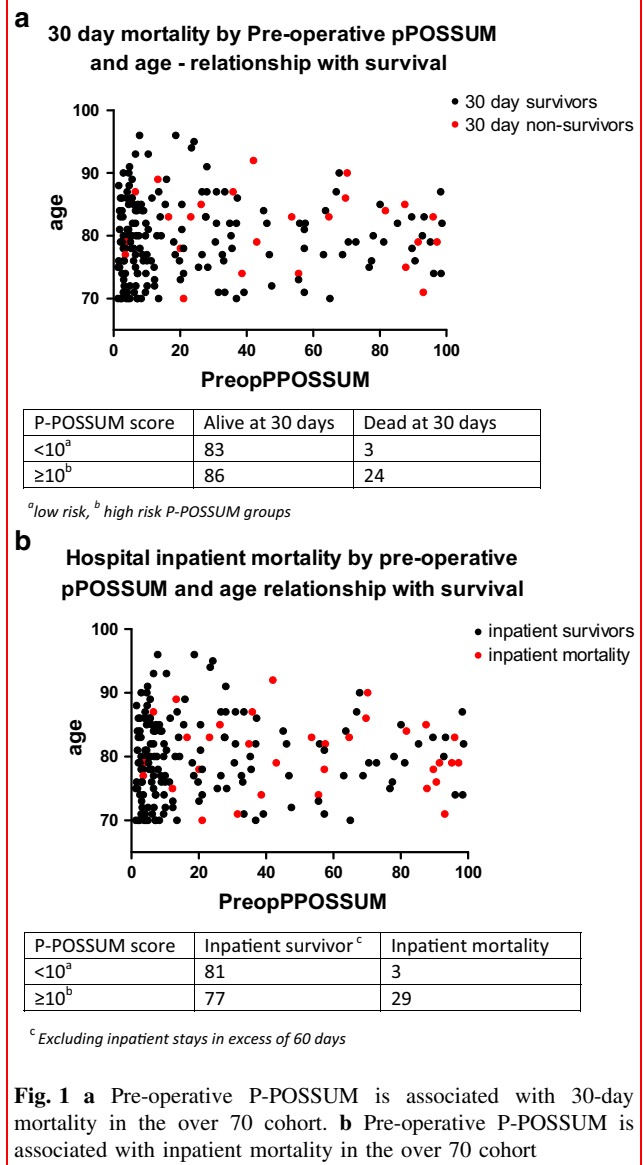 a
30 day mortality by Pre-operative pPOSSUM
and age - relationship with survival
30 day survivors
30 day non-survivors
100
90
80
70
age
0 20 40 60 80 100
PreopPPOSSUM
P-POSSUM score Alive at 30 days Dead at 30 days
<10a 83 3
≥10b 86 24
alow risk, b high risk P-POSSUM groups
b
Hospital inpatient mortality by pre-operative
pPOSSUM and age relationship with survival
inpatient survivors
inpatient mortality
100
90
80
70
age
0 20 40 60 80 100
PreopPPOSSUM
P-POSSUM score Inpatient survivor c Inpatient mortality
<10a 81 3
≥10b 77 29
c Excluding inpatient stays in excess of 60 days
Fig. 1 a Pre-operative P-POSSUM is associated with 30-day
mortality in the over 70 cohort. b Pre-operative P-POSSUM is
associated with inpatient mortality in the over 70 cohort